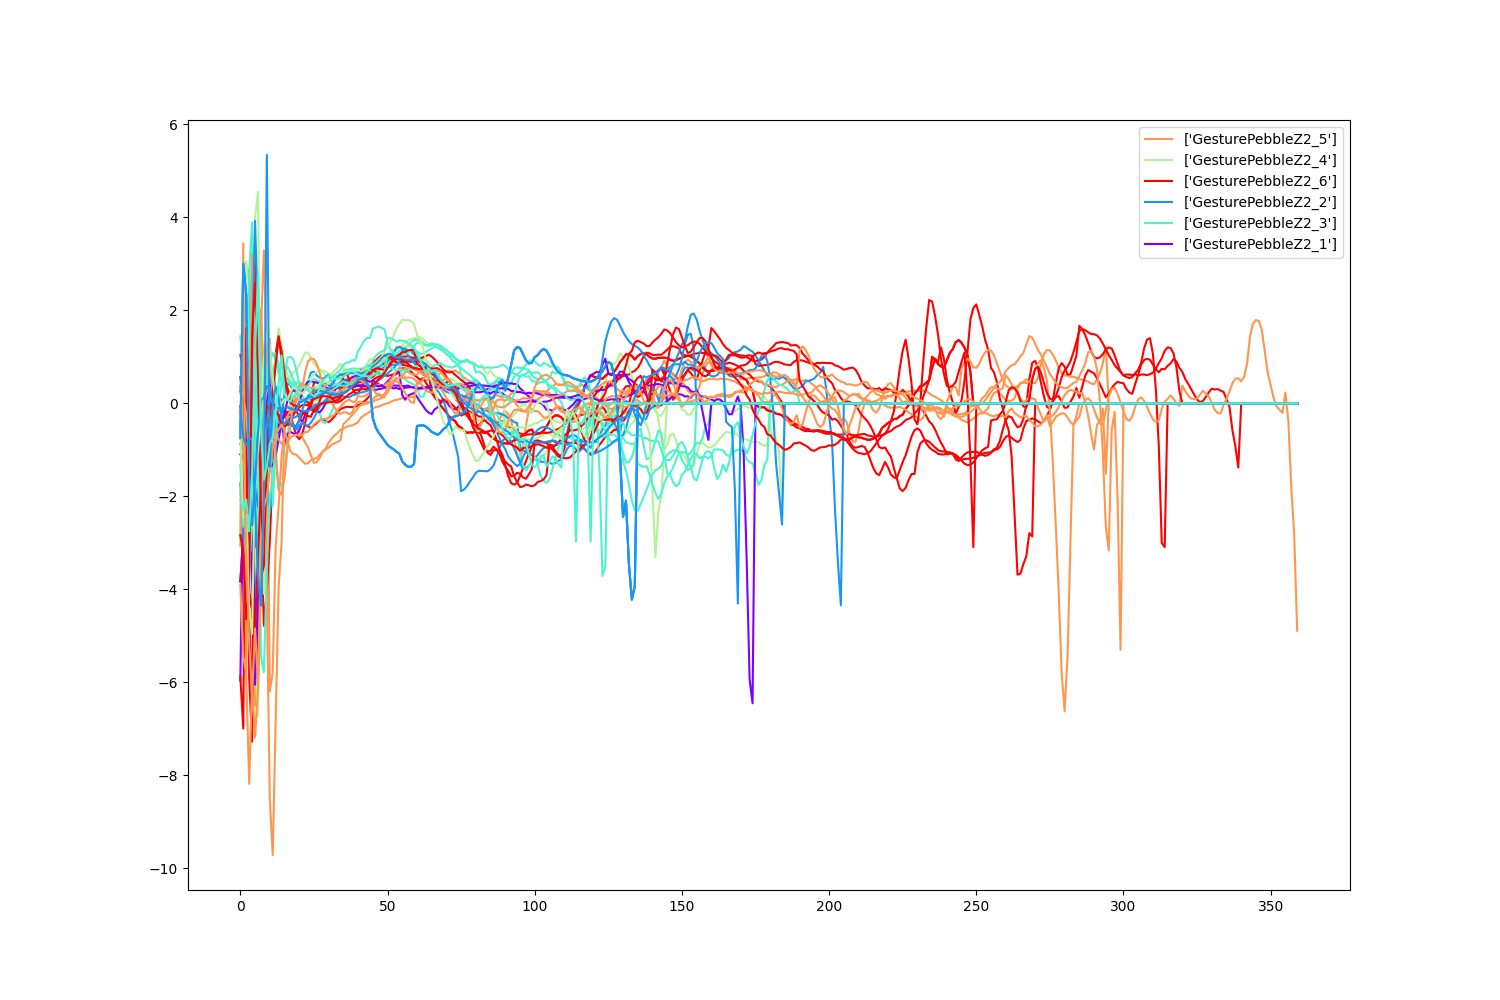 ['GesturePebbleZ2_5']
['GesturePebbleZ2_4']
['GesturePebbleZ2_6']
['GesturePebbleZ2_2']
['GesturePebbleZ2_3']
['GesturePebbleZ2_1']
6
4
2
0
−2
−4
−6
−8
−10
0 50 100 150 200 250 300 350